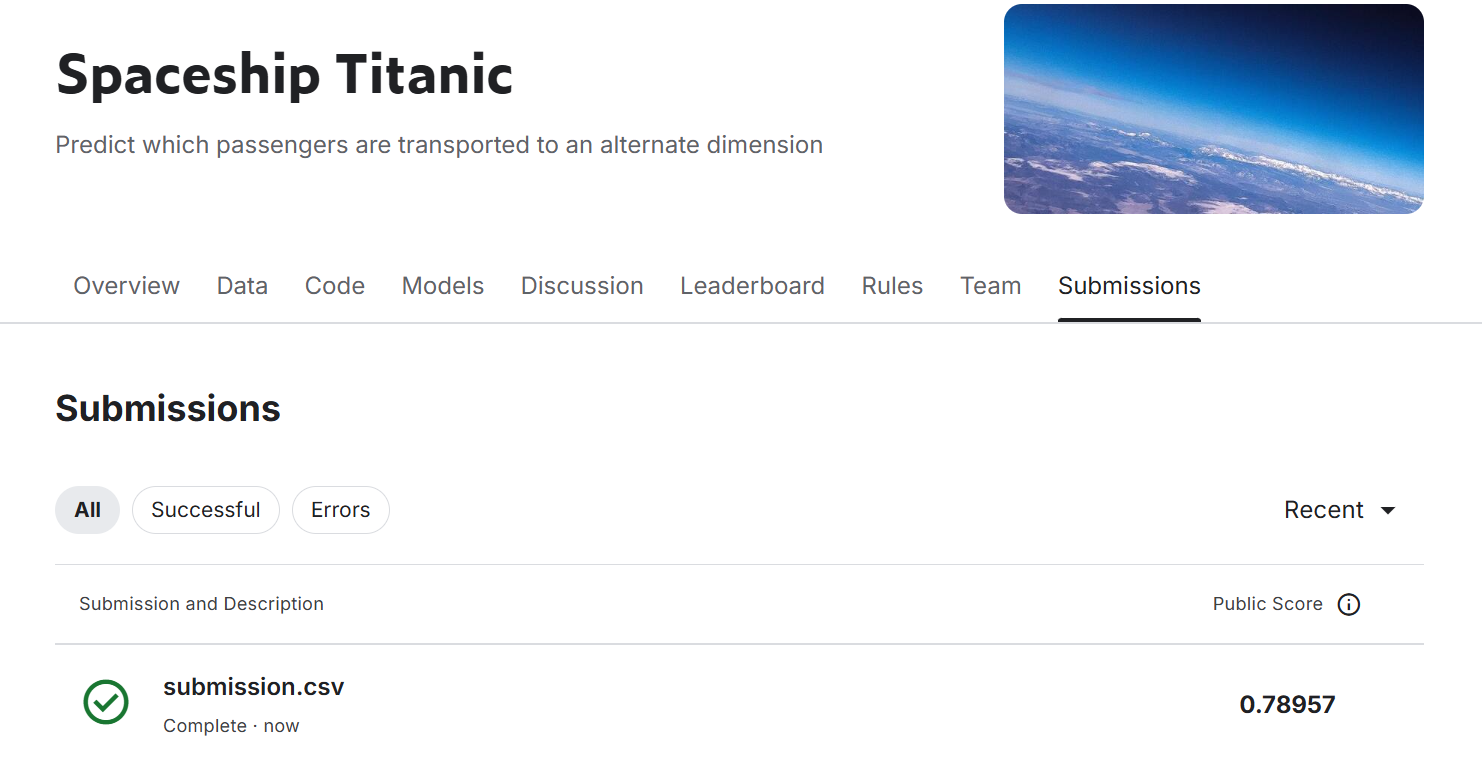 Spaceship Titanic
Predict which passengers are transported to an alternate dimension
Overview Data Code Models Discussion Leaderboard Rules Team Submissions
Submissions
All Successful Errors Recent
Submission and Description Public Score
submission.csv
0.78957
Complete · now